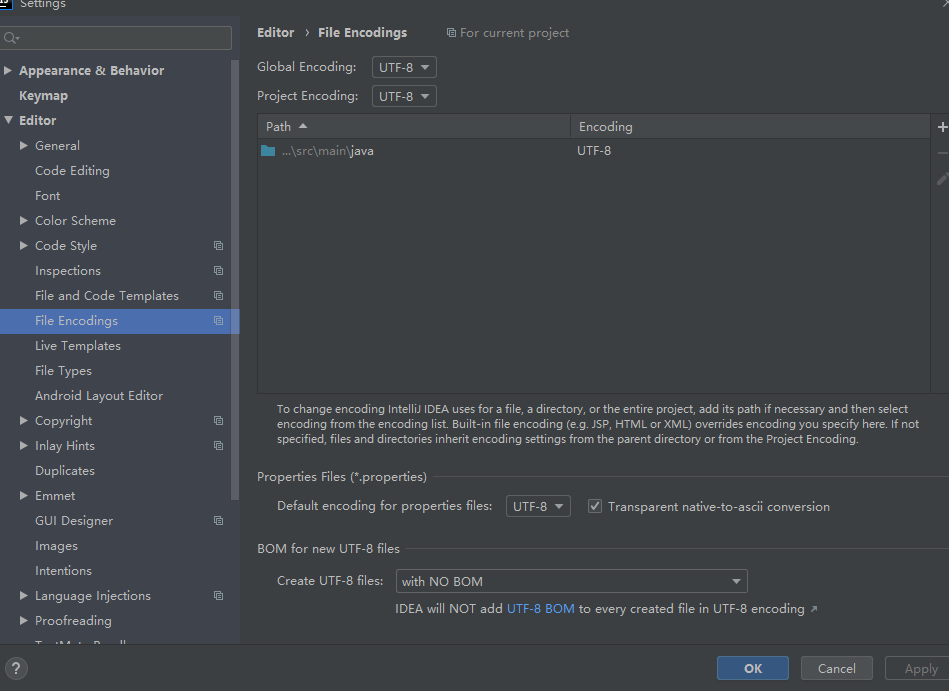 Settings
Appearance & Behavior
Keymap
Editor
General
Code Editing
Font
Color Scheme
Code Style
Inspections
File and Code Templates
File Encodings
Live Templates
File Types
Android Layout Editor
Copyright
Inlay Hints
Duplicates
Emmet
GUI Designer
Images
Intentions
Language Injections
Proofreading
Editor › File Encodings For current project
Global Encoding: UTF-8
Project Encoding: UTF-8
Path Encoding
...\src\main\java UTF-8
To change encoding IntelliJ IDEA uses for a file, a directory, or the entire project, add its path if necessary and then select
encoding from the encoding list. Built-in file encoding (e.g. JSP, HTML or XML) overrides encoding you specify here. If not
specified, files and directories inherit encoding settings from the parent directory or from the Project Encoding.
Properties Files (*.properties)
Default encoding for properties files: UTF-8 Transparent native-to-ascii conversion
BOM for new UTF-8 files
Create UTF-8 files: with NO BOM
IDEA will NOT add UTF-8 BOM to every created file in UTF-8 encoding ↗
? OK Cancel Apply